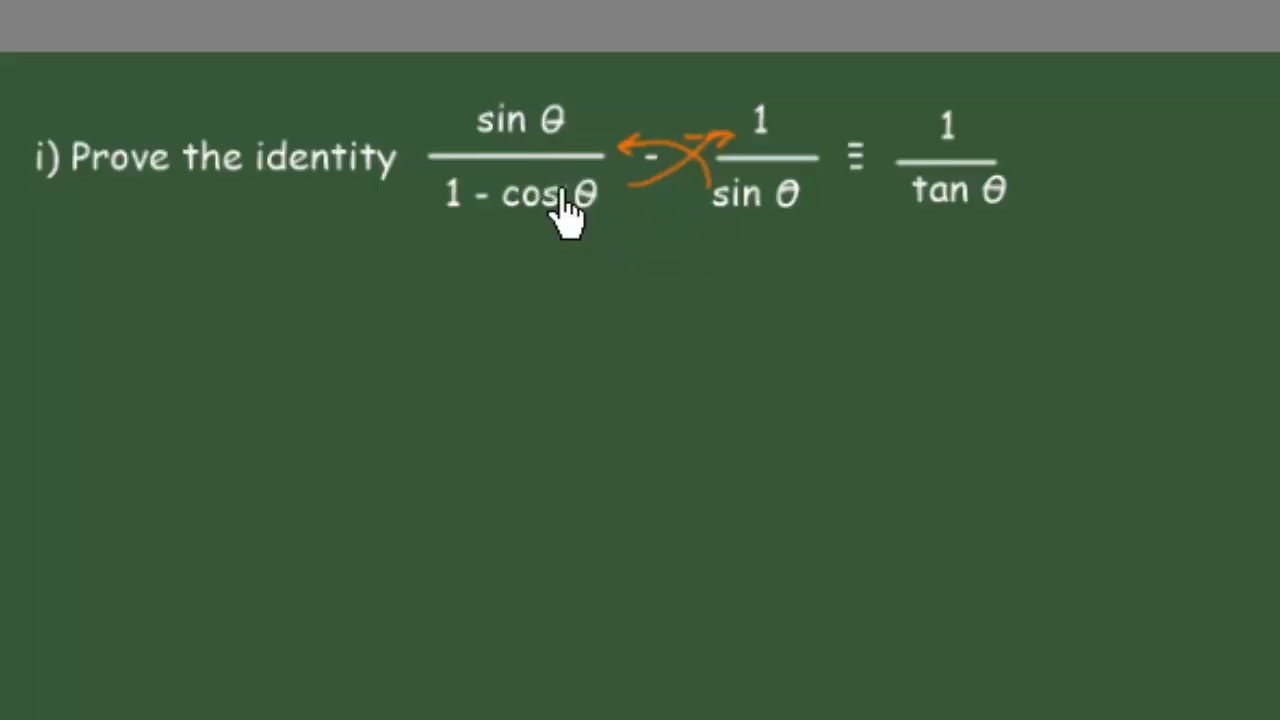 i) Prove the identity sin θ / 1 - cos θ - 1 / sin θ ≡ 1 / tan θ